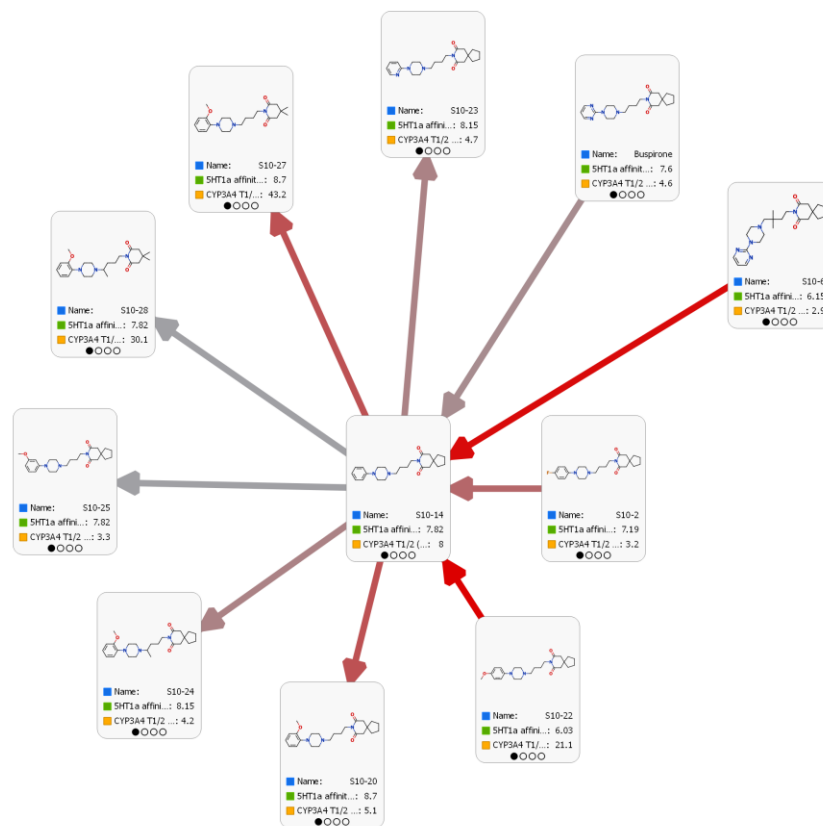 Name: S10-23
5HT1a affini...: 8.15
CYP3A4 T1/2 ...: 4.7
Name: S10-27
5HT1a affinit...: 8.7
CYP3A4 T1/...: 43.2
Name: Buspirone
5HT1a affini...: 7.6
CYP3A4 T1/2 ...: 4.6
Name: S10-6
5HT1a affini...: 6.15
CYP3A4 T1/2 ...: 2.9
Name: S10-28
5HT1a affini...: 7.82
CYP3A4 T1/...: 30.1
Name: S10-25
5HT1a affini...: 7.82
CYP3A4 T1/2 ...: 3.3
Name: S10-14
5HT1a affini...: 7.82
CYP3A4 T1/2 (...: 8
Name: S10-2
5HT1a affini...: 7.19
CYP3A4 T1/2 ...: 3.2
Name: S10-24
5HT1a affini...: 8.15
CYP3A4 T1/2 ...: 4.2
Name: S10-22
5HT1a affini...: 6.03
CYP3A4 T1/...: 21.1
Name: S10-20
5HT1a affinit...: 8.7
CYP3A4 T1/2 ...: 5.1